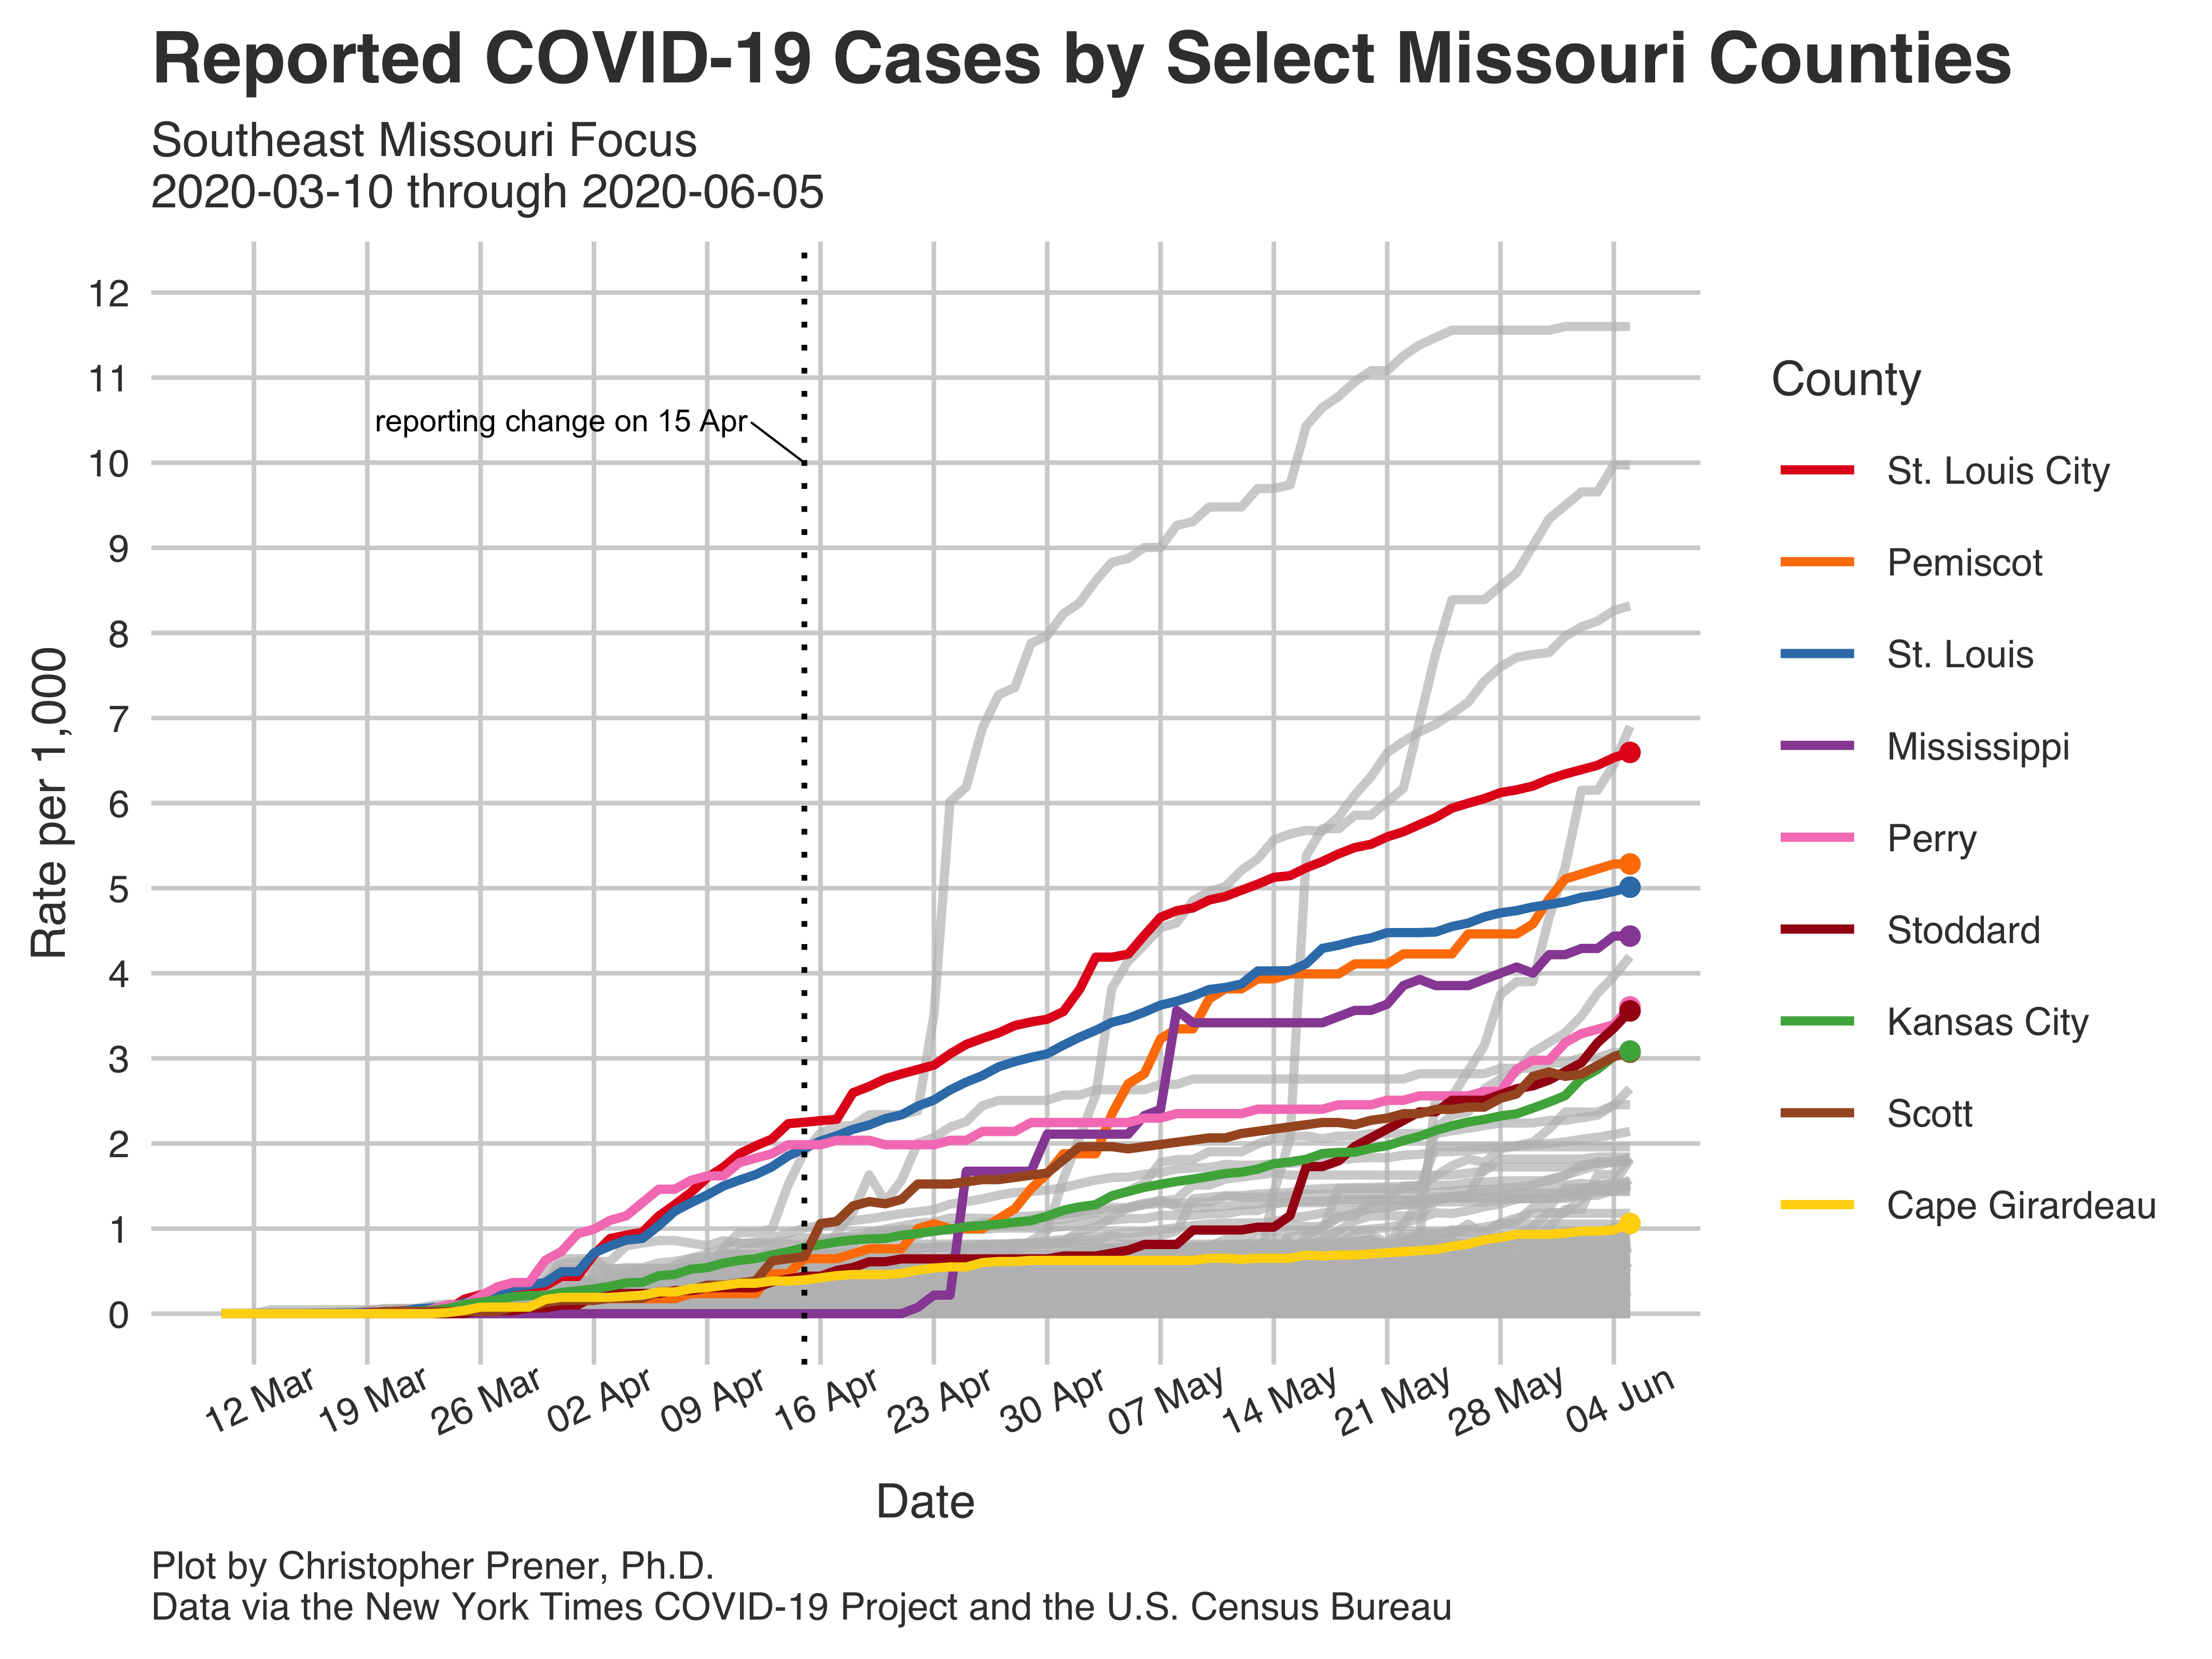 Reported COVID-19 Cases by Select Missouri Counties
Southeast Missouri Focus
2020-03-10 through 2020-06-05
12
11
10
9
8
7
6
5
4
3
2
1
0
Rate per 1,000
reporting change on 15 Apr
12 Mar
19 Mar
26 Mar
02 Apr
09 Apr
16 Apr
23 Apr
30 Apr
07 May
14 May
21 May
28 May
04 Jun
Date
County
St. Louis City
Pemiscot
St. Louis
Mississippi
Perry
Stoddard
Kansas City
Scott
Cape Girardeau
Plot by Christopher Prener, Ph.D.
Data via the New York Times COVID-19 Project and the U.S. Census Bureau